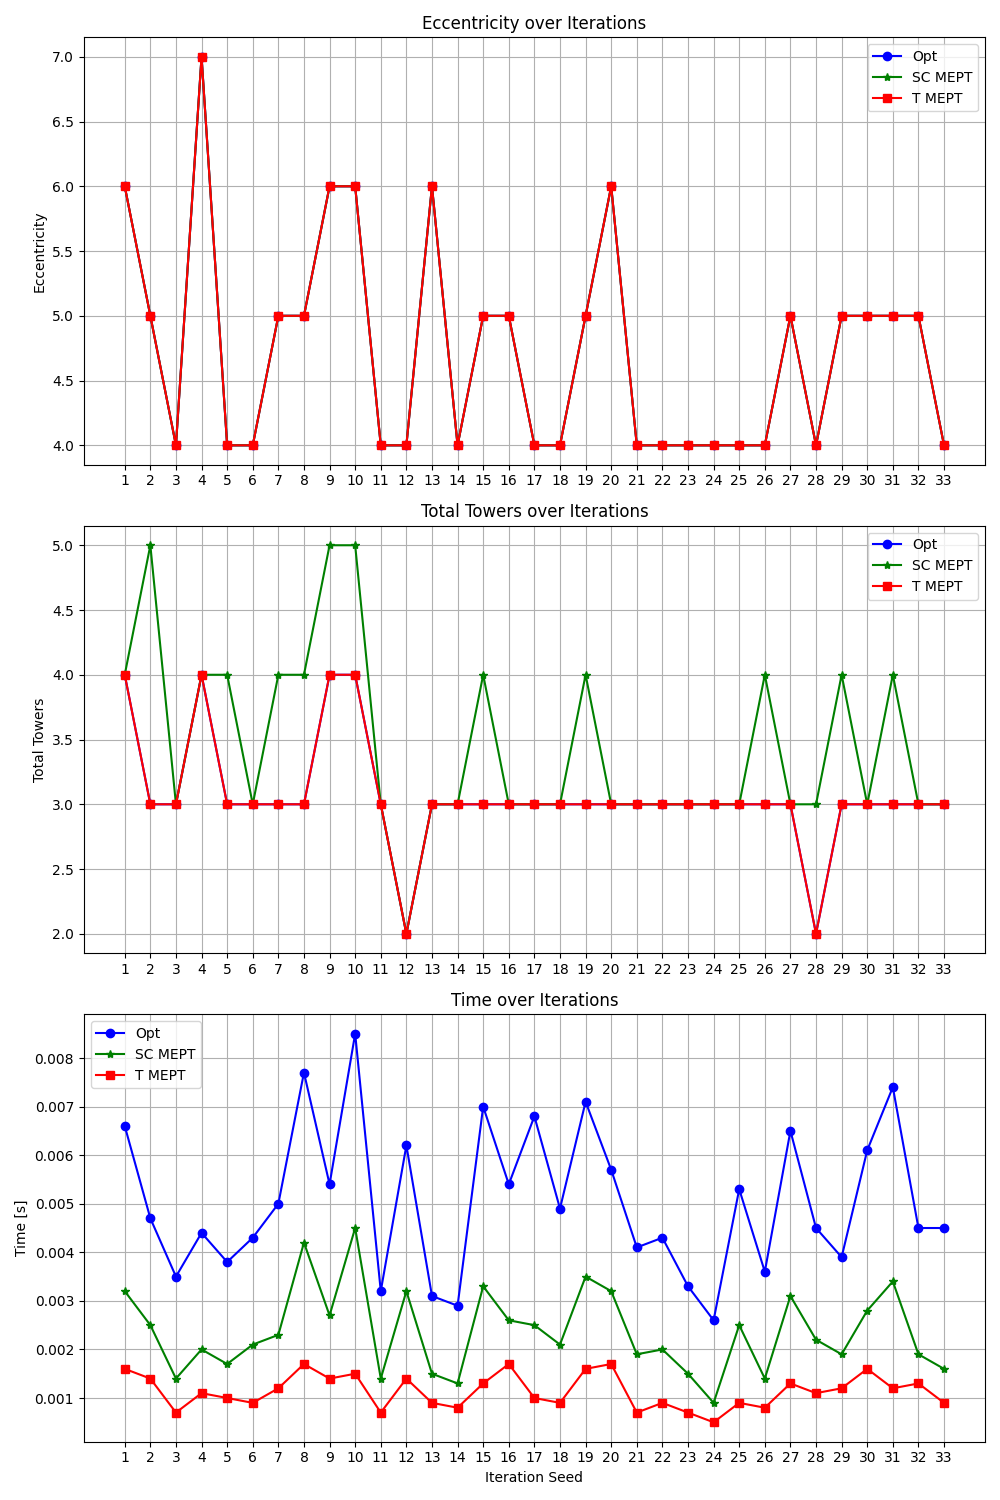 Eccentricity over Iterations
Opt
SC MEPT
T MEPT
Eccentricity
7.0
6.5
6.0
5.5
5.0
4.5
4.0
1 2 3 4 5 6 7 8 9 10 11 12 13 14 15 16 17 18 19 20 21 22 23 24 25 26 27 28 29 30 31 32 33
Total Towers over Iterations
Opt
SC MEPT
T MEPT
Total Towers
5.0
4.5
4.0
3.5
3.0
2.5
2.0
1 2 3 4 5 6 7 8 9 10 11 12 13 14 15 16 17 18 19 20 21 22 23 24 25 26 27 28 29 30 31 32 33
Time over Iterations
Opt
SC MEPT
T MEPT
Time [s]
0.008
0.007
0.006
0.005
0.004
0.003
0.002
0.001
1 2 3 4 5 6 7 8 9 10 11 12 13 14 15 16 17 18 19 20 21 22 23 24 25 26 27 28 29 30 31 32 33
Iteration Seed